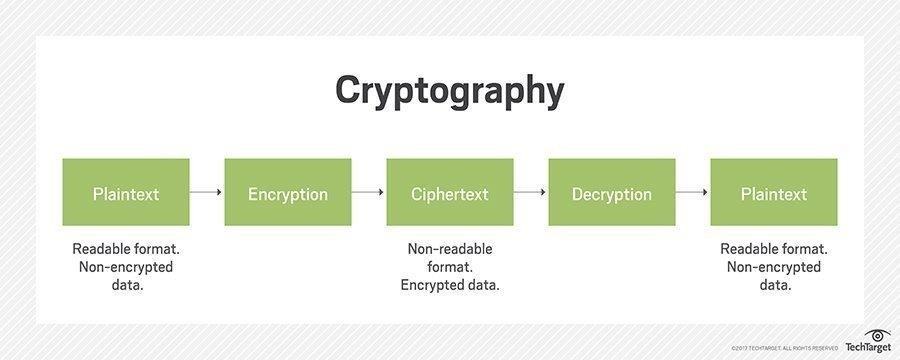 Cryptography
Plaintext
Encryption
Ciphertext
Decryption
Plaintext
Readable format.
Non-encrypted
data.
Non-readable
format.
Encrypted data.
Readable format.
Non-encrypted
data.
©2017 TECHTARGET. ALL RIGHTS RESERVED
TechTarget